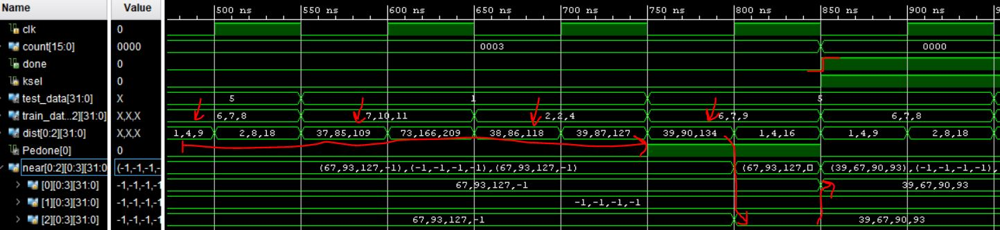 Name Value 500 ns 550 ns 600 ns 650 ns 700 ns 750 ns 800 ns 850 ns 900 ns
clk 0
count[15:0] 0000 0003 0000
done 0
ksel 0
test_data[31:0] X 5 1 5
train_dat...2][31:0] X,X,X 6,7,8 7,10,11 2,2,4 6,7,9 6,7,8
dist[0:2][31:0] X,X,X 1,4,9 2,8,18 37,85,109 73,166,209 38,86,118 39,87,127 39,90,134 1,4,16 1,4,9 2,8,18
Pedone[0] 0
near[0:2][0:3][31:0 (-1,-1,-1,- (67,93,127,-1),(-1,-1,-1,-1),(67,93,127,-1) (67,93,127, (39,67,90,93),(-1,-1,-1,-1),
[0][0:3][31:0] -1,-1,-1,-1 67,93,127,-1 39,67,90,93
[1][0:3][31:0] -1,-1,-1,-1 -1,-1,-1,-1
[2][0:3][31:0] -1,-1,-1,-1 67,93,127,-1 39,67,90,93